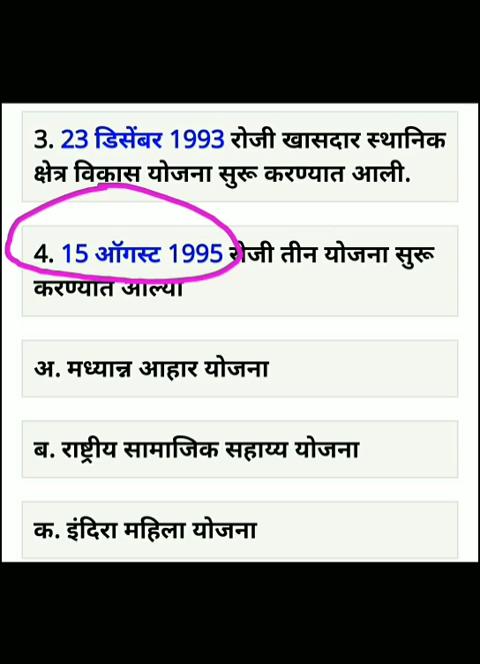 3. 23 डिसेंबर 1993 रोजी खासदार स्थानिक
क्षेत्र विकास योजना सुरू करण्यात आली.
4. 15 ऑगस्ट 1995 रोजी तीन योजना सुरू
करण्यात आल्या
अ. मध्यान्न आहार योजना
ब. राष्ट्रीय सामाजिक सहाय्य योजना
क. इंदिरा महिला योजना